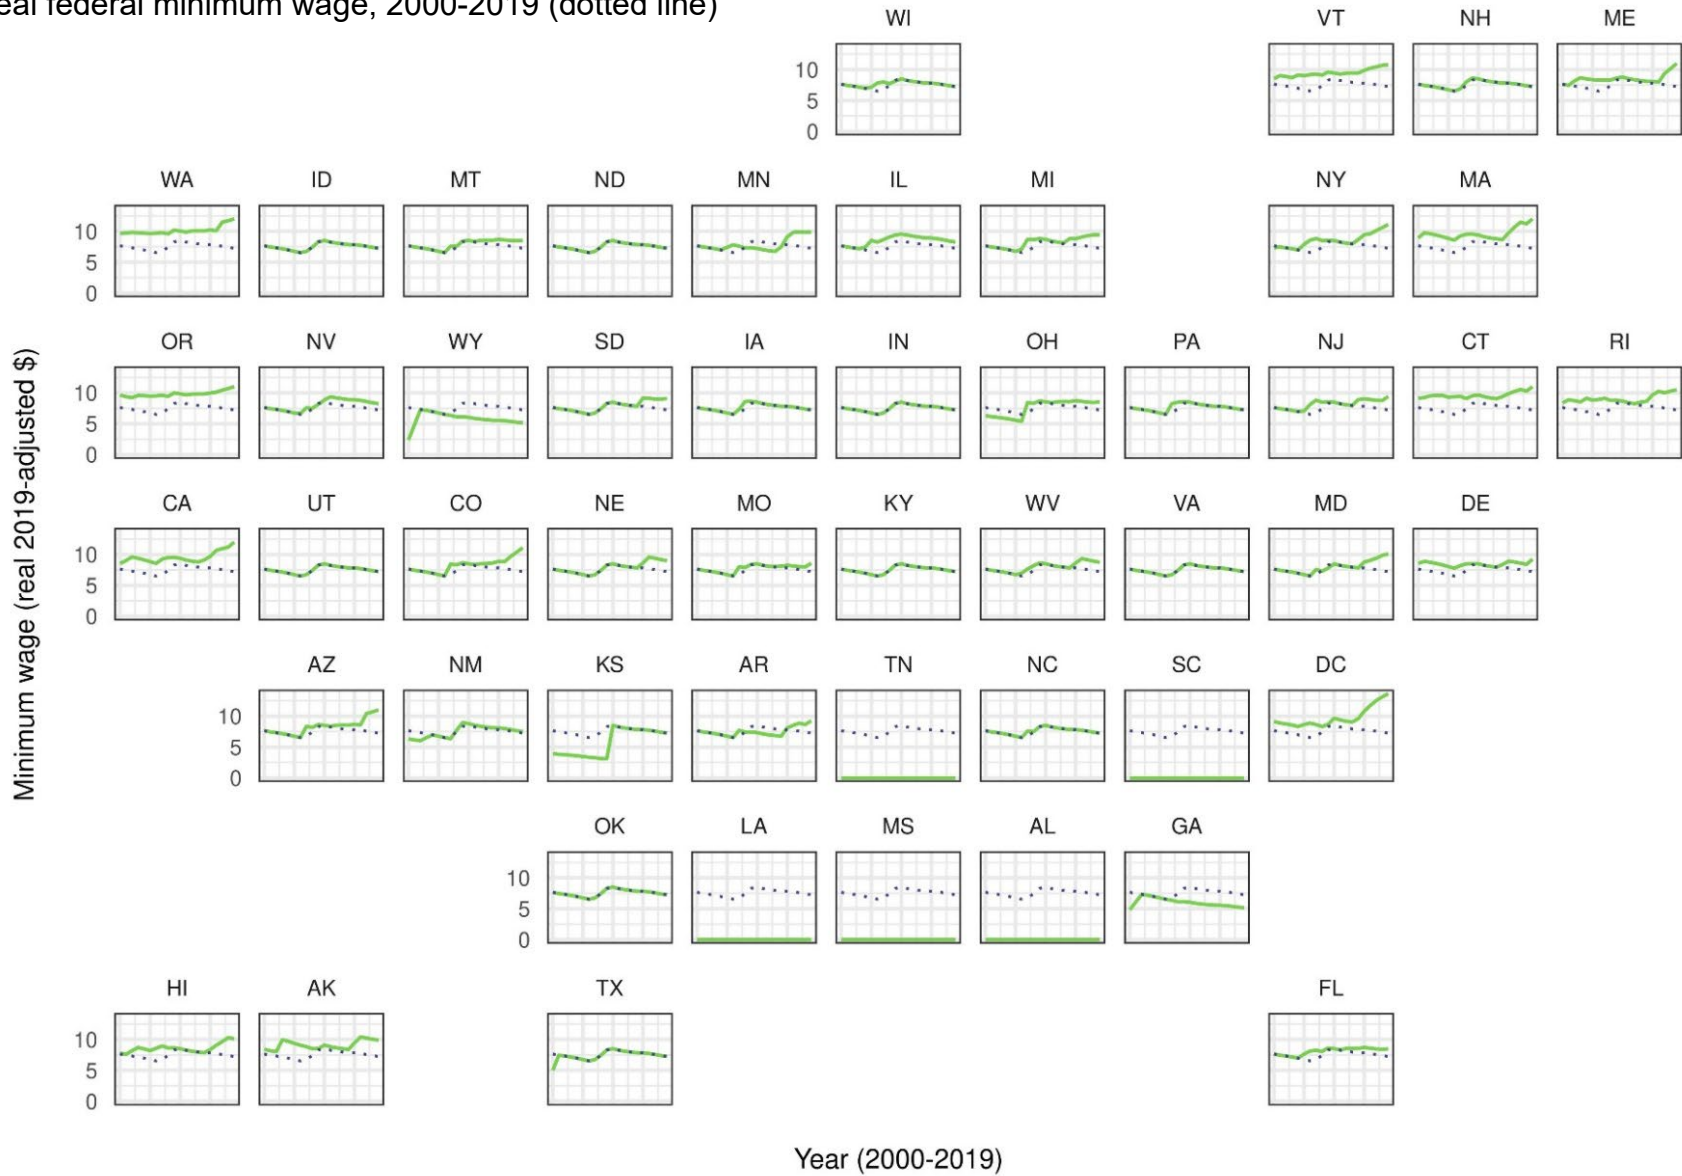 eal federal minimum wage, 2000-2019 (dotted line)
WI VT NH ME
10
5
0
WA ID MT ND MN IL MI NY MA
10
5
0
OR NV WY SD IA IN OH PA NJ CT RI
10
5
0
CA UT CO NE MO KY WV VA MD DE
10
5
0
AZ NM KS AR TN NC SC DC
10
5
0
OK LA MS AL GA
10
5
0
HI AK TX FL
10
5
0
Minimum wage (real 2019-adjusted $)
Year (2000-2019)